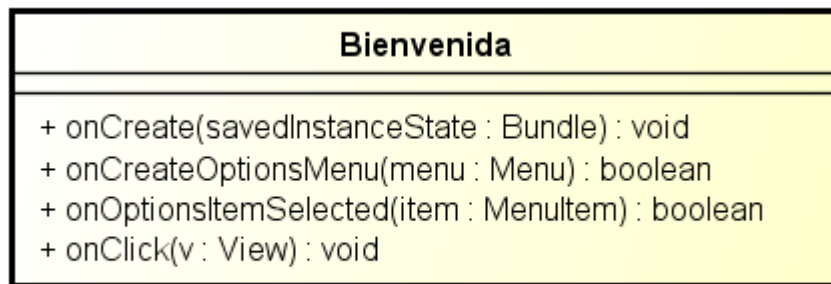 Bienvenida
+ onCreate(savedInstanceState : Bundle) : void
+ onCreateOptionsMenu(menu : Menu) : boolean
+ onOptionsItemSelected(item : MenuItem) : boolean
+ onClick(v : View) : void